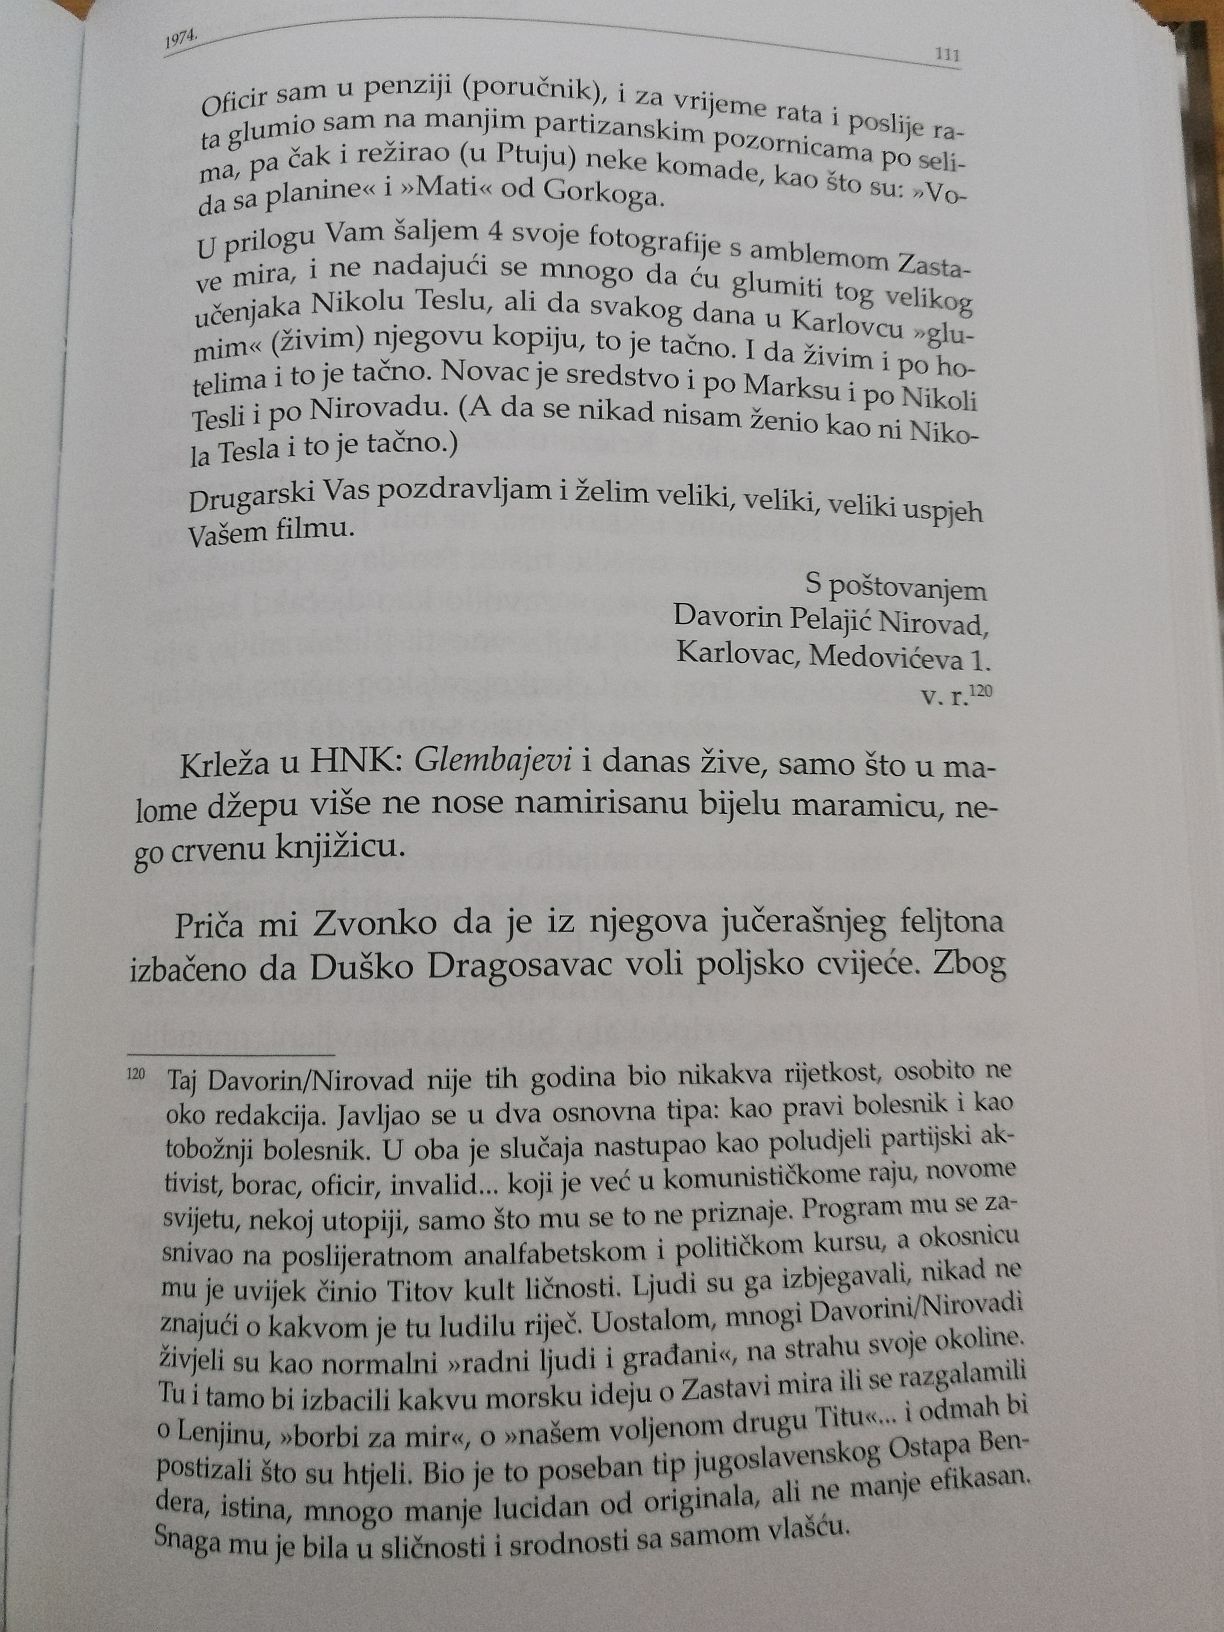 1974.
111
Oficir sam u penziji (poručnik), i za vrijeme rata i poslije ra-
ta glumio sam na manjim partizanskim pozornicama po seli-
ma, pa čak i režirao (u Ptuju) neke komade, kao što su: »Vo-
da sa planine« i »Mati« od Gorkoga.
U prilogu Vam šaljem 4 svoje fotografije s amblemom Zasta-
ve mira, i ne nadajući se mnogo da ću glumiti tog velikog
učenjaka Nikolu Teslu, ali da svakog dana u Karlovcu »glu-
mim« (živim) njegovu kopiju, to je tačno. I da živim i po ho-
telima i to je tačno. Novac je sredstvo i po Marksu i po Nikoli
Tesli i po Nirovadu. (A da se nikad nisam ženio kao ni Niko-
la Tesla i to je tačno.)
Drugarski Vas pozdravljam i želim veliki, veliki, veliki uspjeh
Vašem filmu.
S poštovanjem
Davorin Pelajić Nirovad,
Karlovac, Medovićeva 1.
v. r.120
Krleža u HNK: Glembajevi i danas žive, samo što u ma-
lome džepu više ne nose namirisanu bijelu maramicu, ne-
go crvenu knjižicu.
Priča mi Zvonko da je iz njegova jučerašnjeg feljtona
izbačeno da Duško Dragosavac voli poljsko cvijeće. Zbog
120 Taj Davorin/Nirovad nije tih godina bio nikakva rijetkost, osobito ne
oko redakcija. Javljao se u dva osnovna tipa: kao pravi bolesnik i kao
tobožnji bolesnik. U oba je slučaja nastupao kao poludjeli partijski ak-
tivist, borac, oficir, invalid... koji je već u komunističkome raju, novome
svijetu, nekoj utopiji, samo što mu se to ne priznaje. Program mu se za-
snivao na poslijeratnom analfabetskom i političkom kursu, a okosnicu
mu je uvijek činio Titov kult ličnosti. Ljudi su ga izbjegavali, nikad ne
znajući o kakvom je tu ludilu riječ. Uostalom, mnogi Davorini/Nirovadi
živjeli su kao normalni »radni ljudi i građani«, na strahu svoje okoline.
Tu i tamo bi izbacili kakvu morsku ideju o Zastavi mira ili se razgalamili
o Lenjinu, »borbi za mir«, o »našem voljenom drugu Titu«... i odmah bi
postizali što su htjeli. Bio je to poseban tip jugoslavenskog Ostapa Ben-
dera, istina, mnogo manje lucidan od originala, ali ne manje efikasan.
Snaga mu je bila u sličnosti i srodnosti sa samom vlašću.